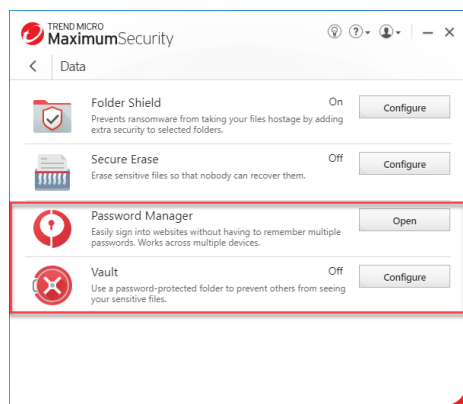 TREND MICRO
MaximumSecurity
Data
Folder Shield
On
Configure
Prevents ransomware from taking your files hostage by adding
extra security to selected folders.
Secure Erase
Off
Configure
Erase sensitive files so that nobody can recover them.
Password Manager
Open
Easily sign into websites without having to remember multiple
passwords. Works across multiple devices.
Vault
Off
Configure
Use a password-protected folder to prevent others from seeing
your sensitive files.